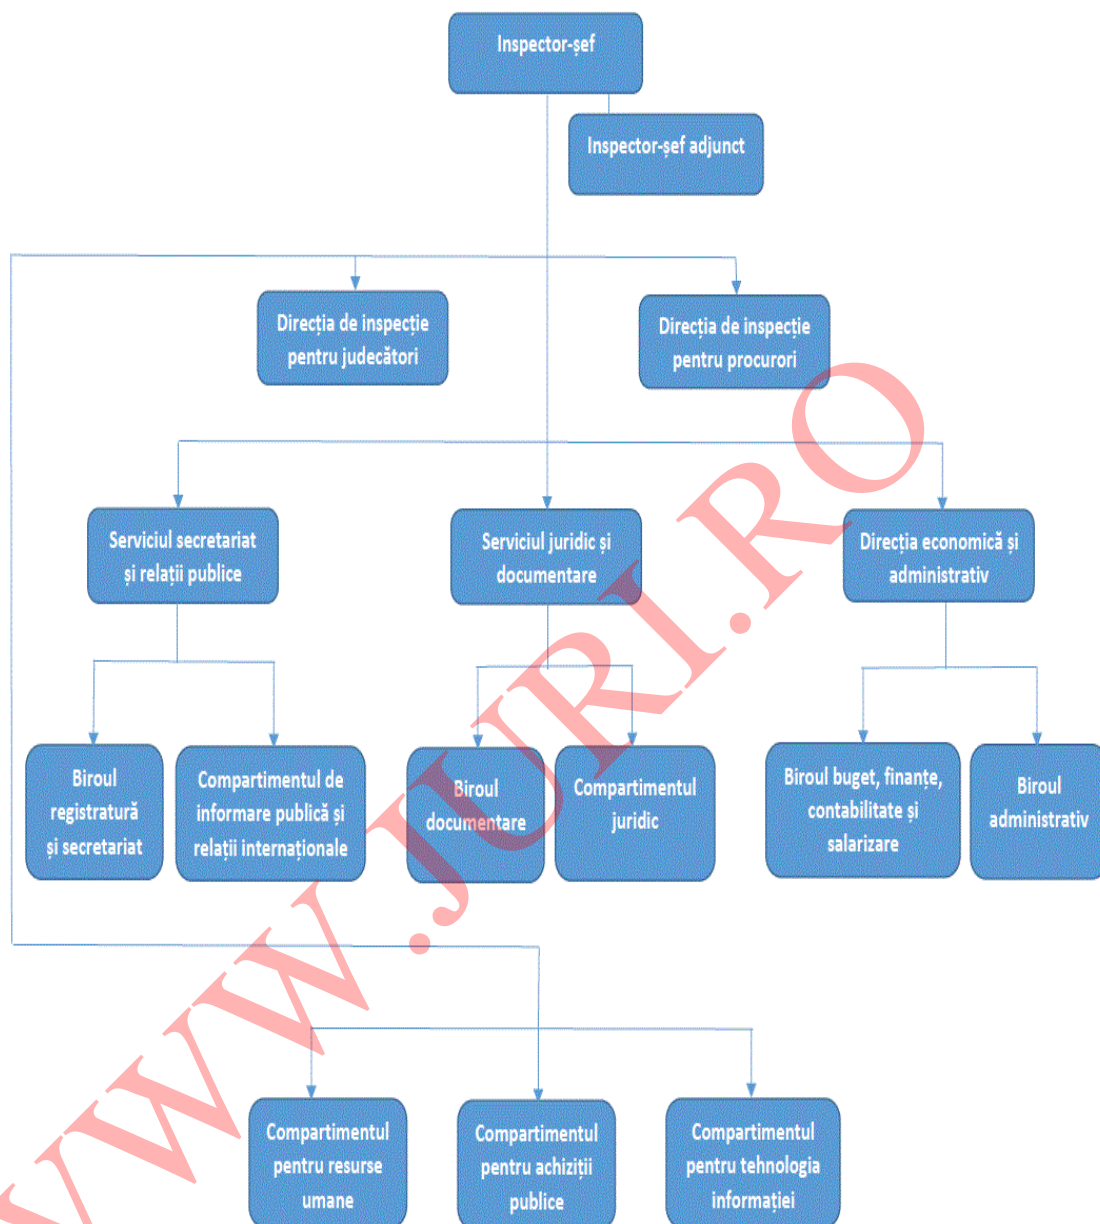 Inspector-șef
Inspector-șef adjunct
Direcția de inspecție
pentru judecători
Direcția de inspecție
pentru procurori
Serviciul secretariat
și relații publice
Serviciul juridic și
documentare
Direcția economică și
administrativ
Biroul
registratură
și secretariat
Compartimentul de
informare publică și
relații internaționale
Biroul
documentare
Compartimentul
juridic
Biroul buget, finanțe,
contabilitate și
salarizare
Biroul
administrativ
Compartimentul
pentru resurse
umane
Compartimentul
pentru achiziții
publice
Compartimentul
pentru tehnologia
informației
WWW.JURI.RO